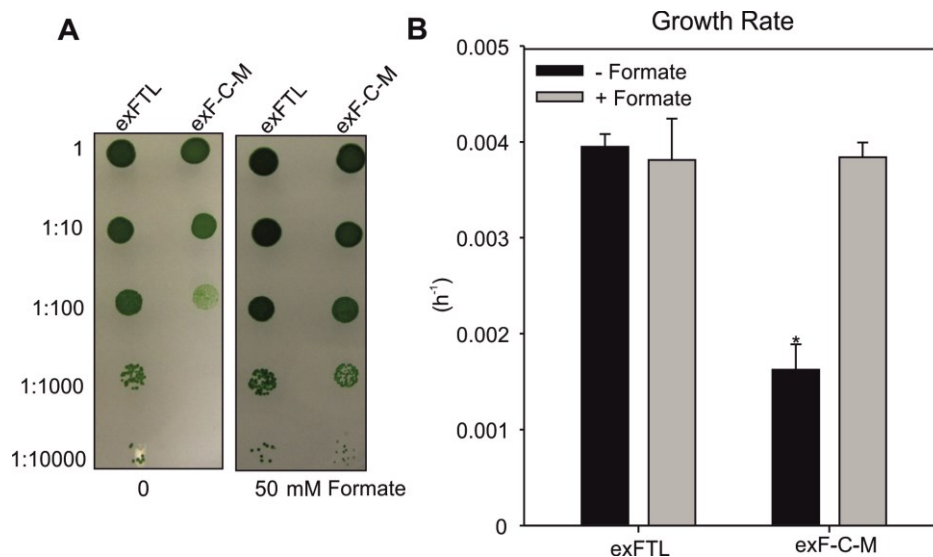 A
exFTL
exF-C-M
exFTL
exF-C-M
1
1:10
1:100
1:1000
1:10000
0
50 mM Formate
B
Growth Rate
- Formate
+ Formate
0.005
0.004
0.003
0.002
0.001
0
(h⁻¹)
*
exFTL
exF-C-M